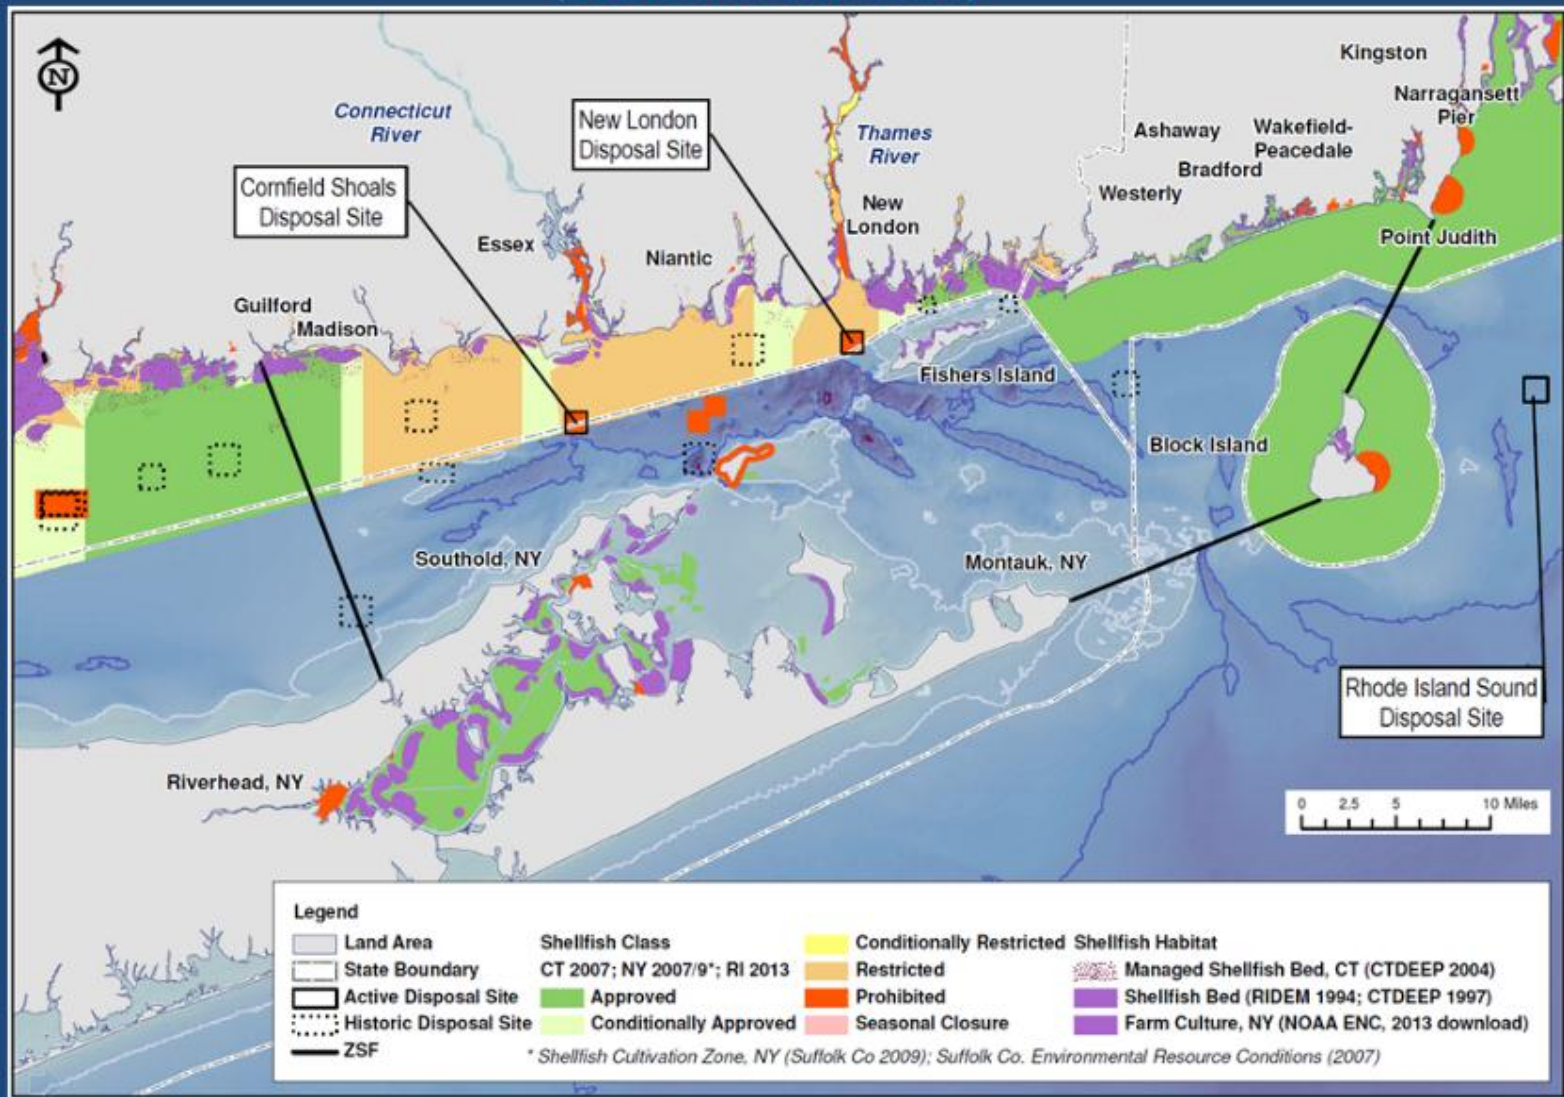 N
Kingston
Narragansett
Pier
Connecticut
River
New London
Disposal Site
Thames
River
Ashaway
Wakefield-
Peacedale
Bradford
Westerly
Cornfield Shoals
Disposal Site
Essex
New
London
Niantic
Point Judith
Guilford
Madison
Fishers Island
Block Island
Southold, NY
Montauk, NY
Rhode Island Sound
Disposal Site
Riverhead, NY
0 2.5 5 10 Miles
Legend
Land Area
State Boundary
Active Disposal Site
Historic Disposal Site
ZSF
Shellfish Class
CT 2007; NY 2007/9*; RI 2013
Approved
Conditionally Approved
Conditionally Restricted
Restricted
Prohibited
Seasonal Closure
Shellfish Habitat
Managed Shellfish Bed, CT (CTDEEP 2004)
Shellfish Bed (RIDEM 1994; CTDEEP 1997)
Farm Culture, NY (NOAA ENC, 2013 download)
* Shellfish Cultivation Zone, NY (Suffolk Co 2009); Suffolk Co. Environmental Resource Conditions (2007)